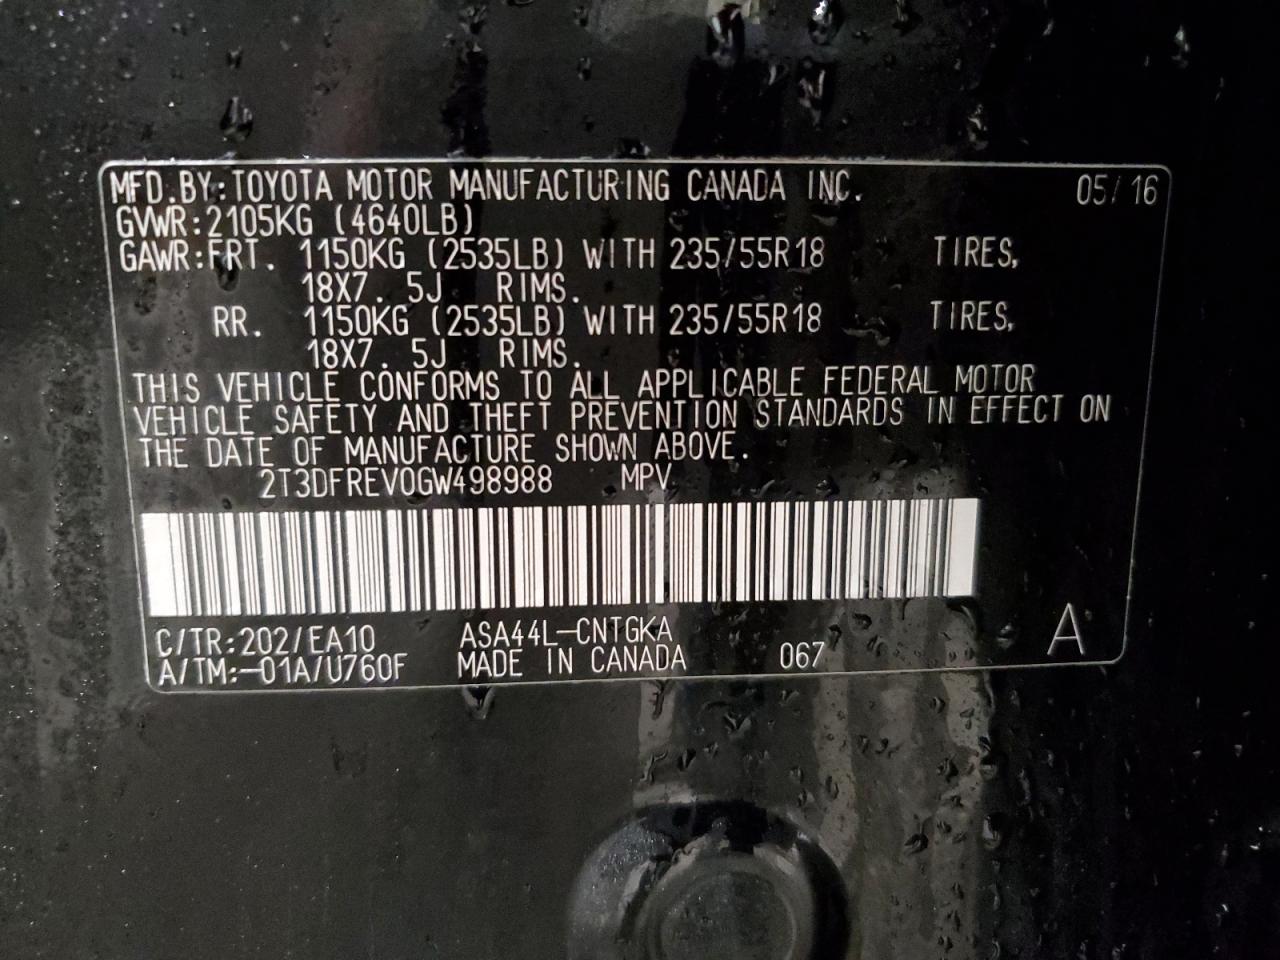 MFD.BY:TOYOTA MOTOR MANUFACTURING CANADA INC. 05/16
GVWR:2105KG (4640LB)
GAWR:FRT. 1150KG (2535LB) WITH 235/55R18 TIRES,
18X7. 5J RIMS.
RR. 1150KG (2535LB) WITH 235/55R18 TIRES,
18X7. 5J RIMS.
THIS VEHICLE CONFORMS TO ALL APPLICABLE FEDERAL MOTOR
VEHICLE SAFETY AND THEFT PREVENTION STANDARDS IN EFFECT ON
THE DATE OF MANUFACTURE SHOWN ABOVE.
2T3DFREV0GW498988 MPV
C/TR:202/EA10 ASA44L-CNTGKA A
A/TM:-01A/U760F MADE IN CANADA 067